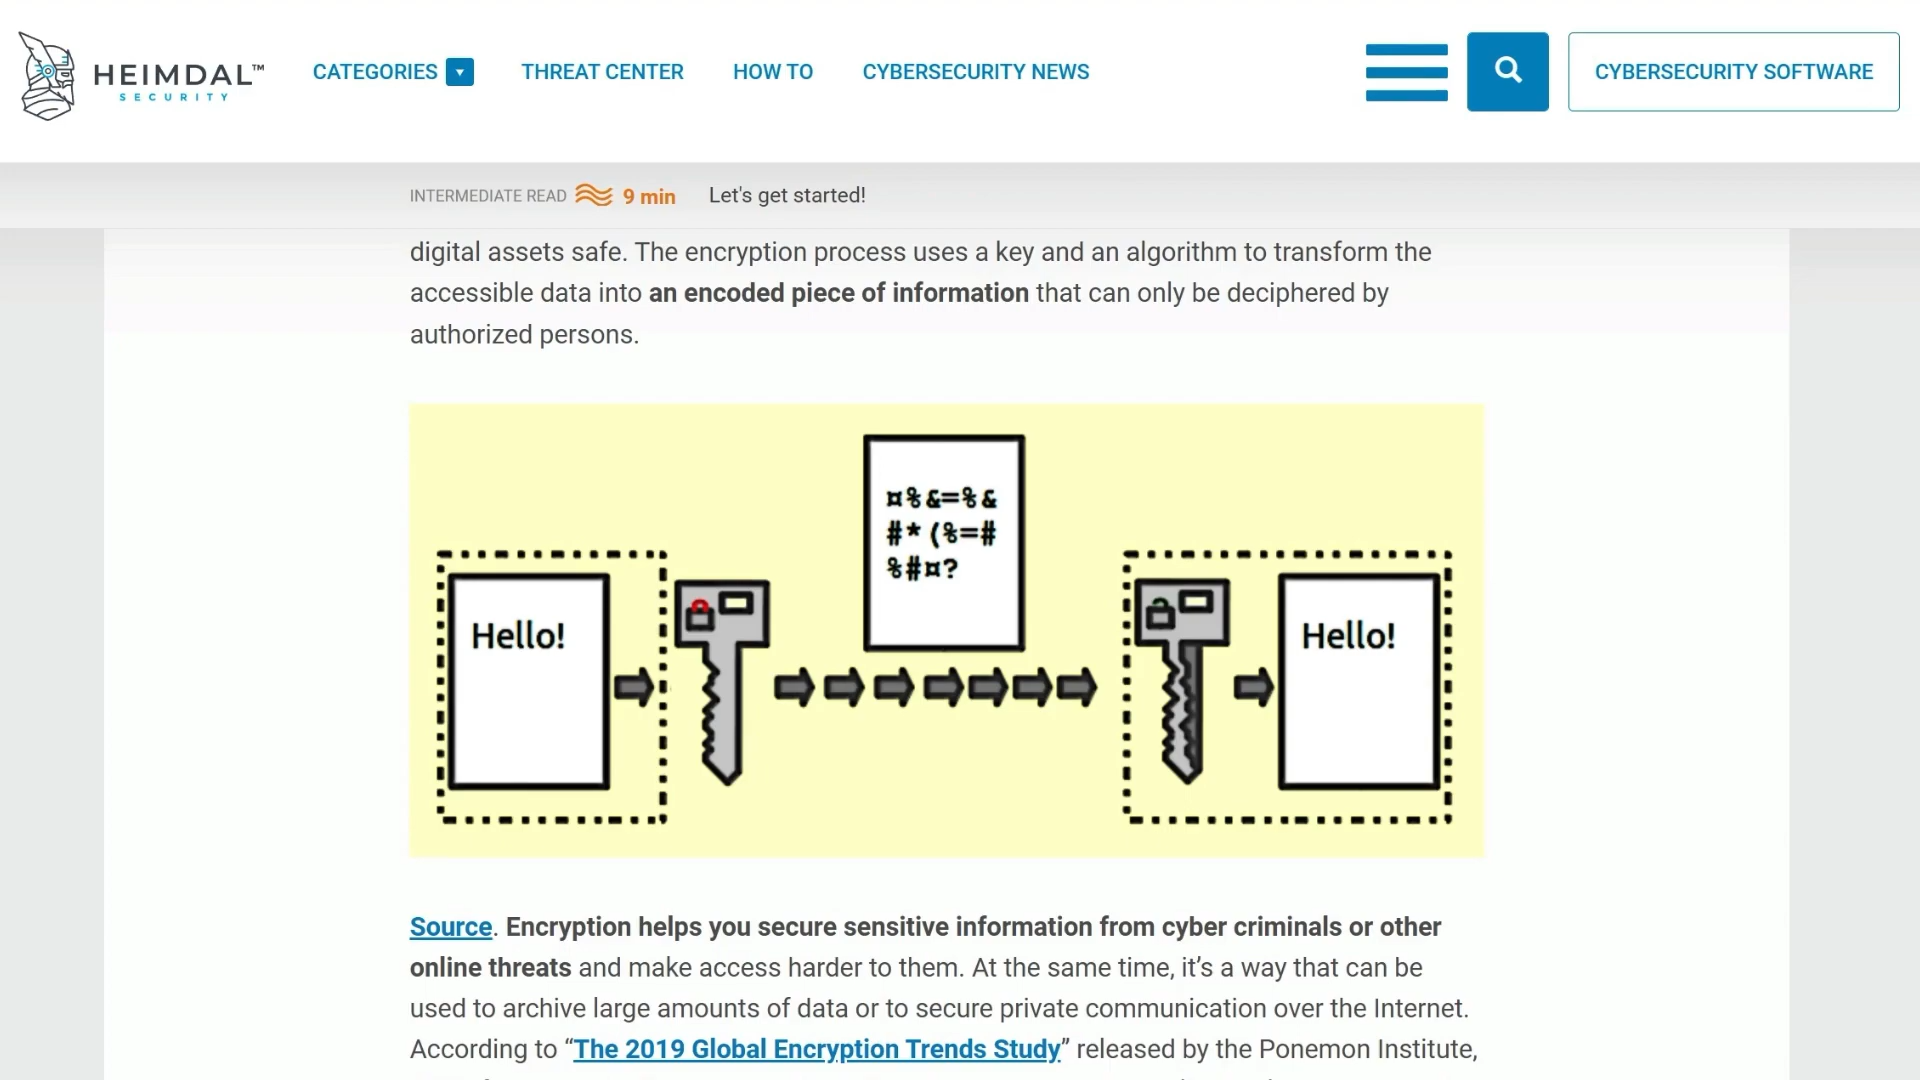 HEIMDAL™
SECURITY
CATEGORIES
THREAT CENTER
HOW TO
CYBERSECURITY NEWS
CYBERSECURITY SOFTWARE
INTERMEDIATE READ 9 min Let's get started!
digital assets safe. The encryption process uses a key and an algorithm to transform the
accessible data into an encoded piece of information that can only be deciphered by
authorized persons.
¤%&=%&
#*(%=#
%#¤?
Hello!
Hello!
Source. Encryption helps you secure sensitive information from cyber criminals or other
online threats and make access harder to them. At the same time, it’s a way that can be
used to archive large amounts of data or to secure private communication over the Internet.
According to “The 2019 Global Encryption Trends Study” released by the Ponemon Institute,